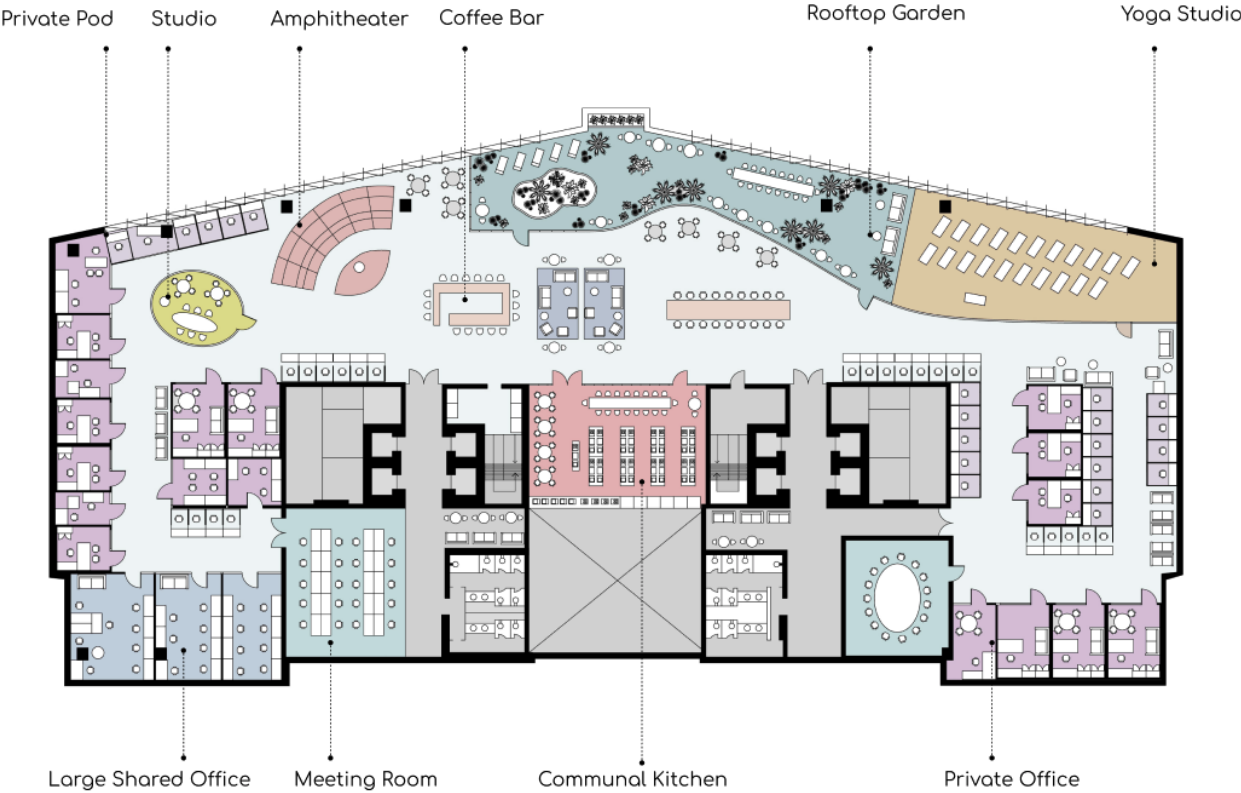 Private Pod
Studio
Amphitheater
Coffee Bar
Rooftop Garden
Yoga Studio
Large Shared Office
Meeting Room
Communal Kitchen
Private Office